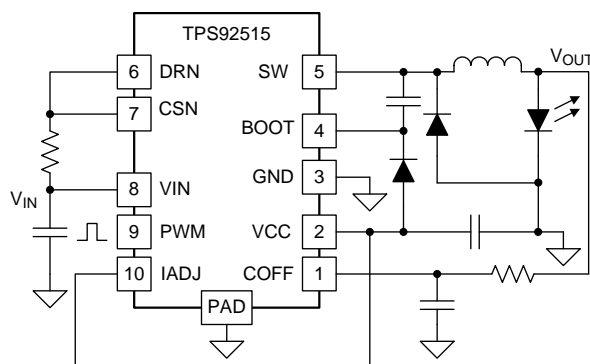 TPS92515
6 DRN SW 5
V_OUT
7 CSN
BOOT 4
GND 3
V_IN
8 VIN
9 PWM VCC 2
10 IADJ COFF 1
PAD